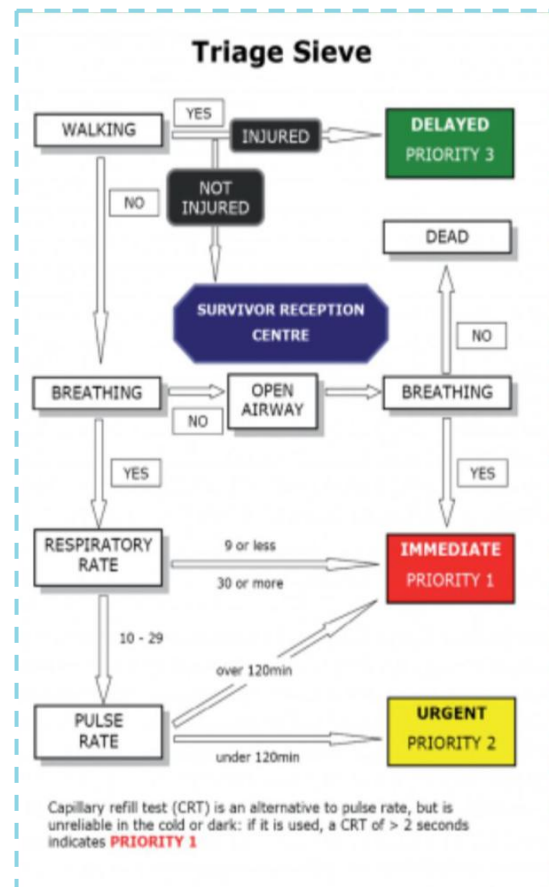 Triage Sieve
WALKING
YES
INJURED
DELAYED
PRIORITY 3
NO
NOT
INJURED
DEAD
SURVIVOR RECEPTION
CENTRE
NO
BREATHING
NO
OPEN
AIRWAY
BREATHING
YES
YES
RESPIRATORY
RATE
9 or less
30 or more
IMMEDIATE
PRIORITY 1
10 - 29
over 120min
PULSE
RATE
under 120min
URGENT
PRIORITY 2
Capillary refill test (CRT) is an alternative to pulse rate, but is
unreliable in the cold or dark: if it is used, a CRT of > 2 seconds
indicates PRIORITY 1